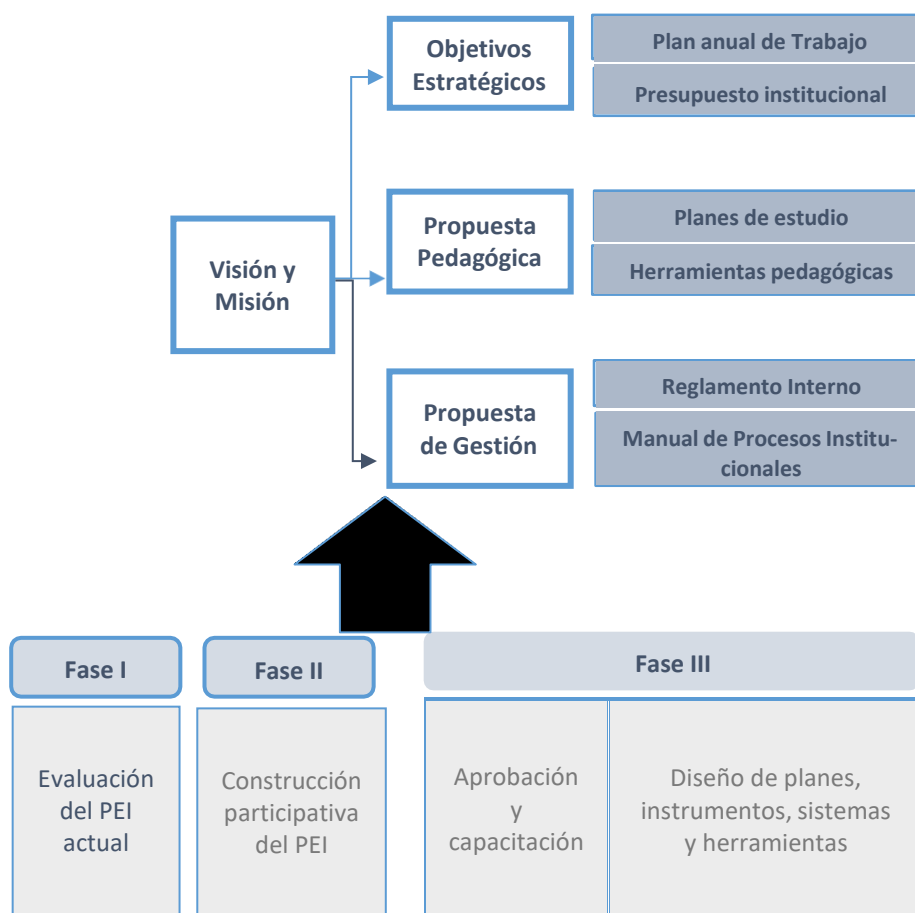 Objetivos
Estratégicos
Plan anual de Trabajo
Presupuesto institucional
Visión y
Misión
Propuesta
Pedagógica
Planes de estudio
Herramientas pedagógicas
Propuesta
de Gestión
Reglamento Interno
Manual de Procesos Institu-
cionales
Fase I
Fase II
Fase III
Evaluación
del PEI
actual
Construcción
participativa
del PEI
Aprobación
y
capacitación
Diseño de planes,
instrumentos, sistemas
y herramientas